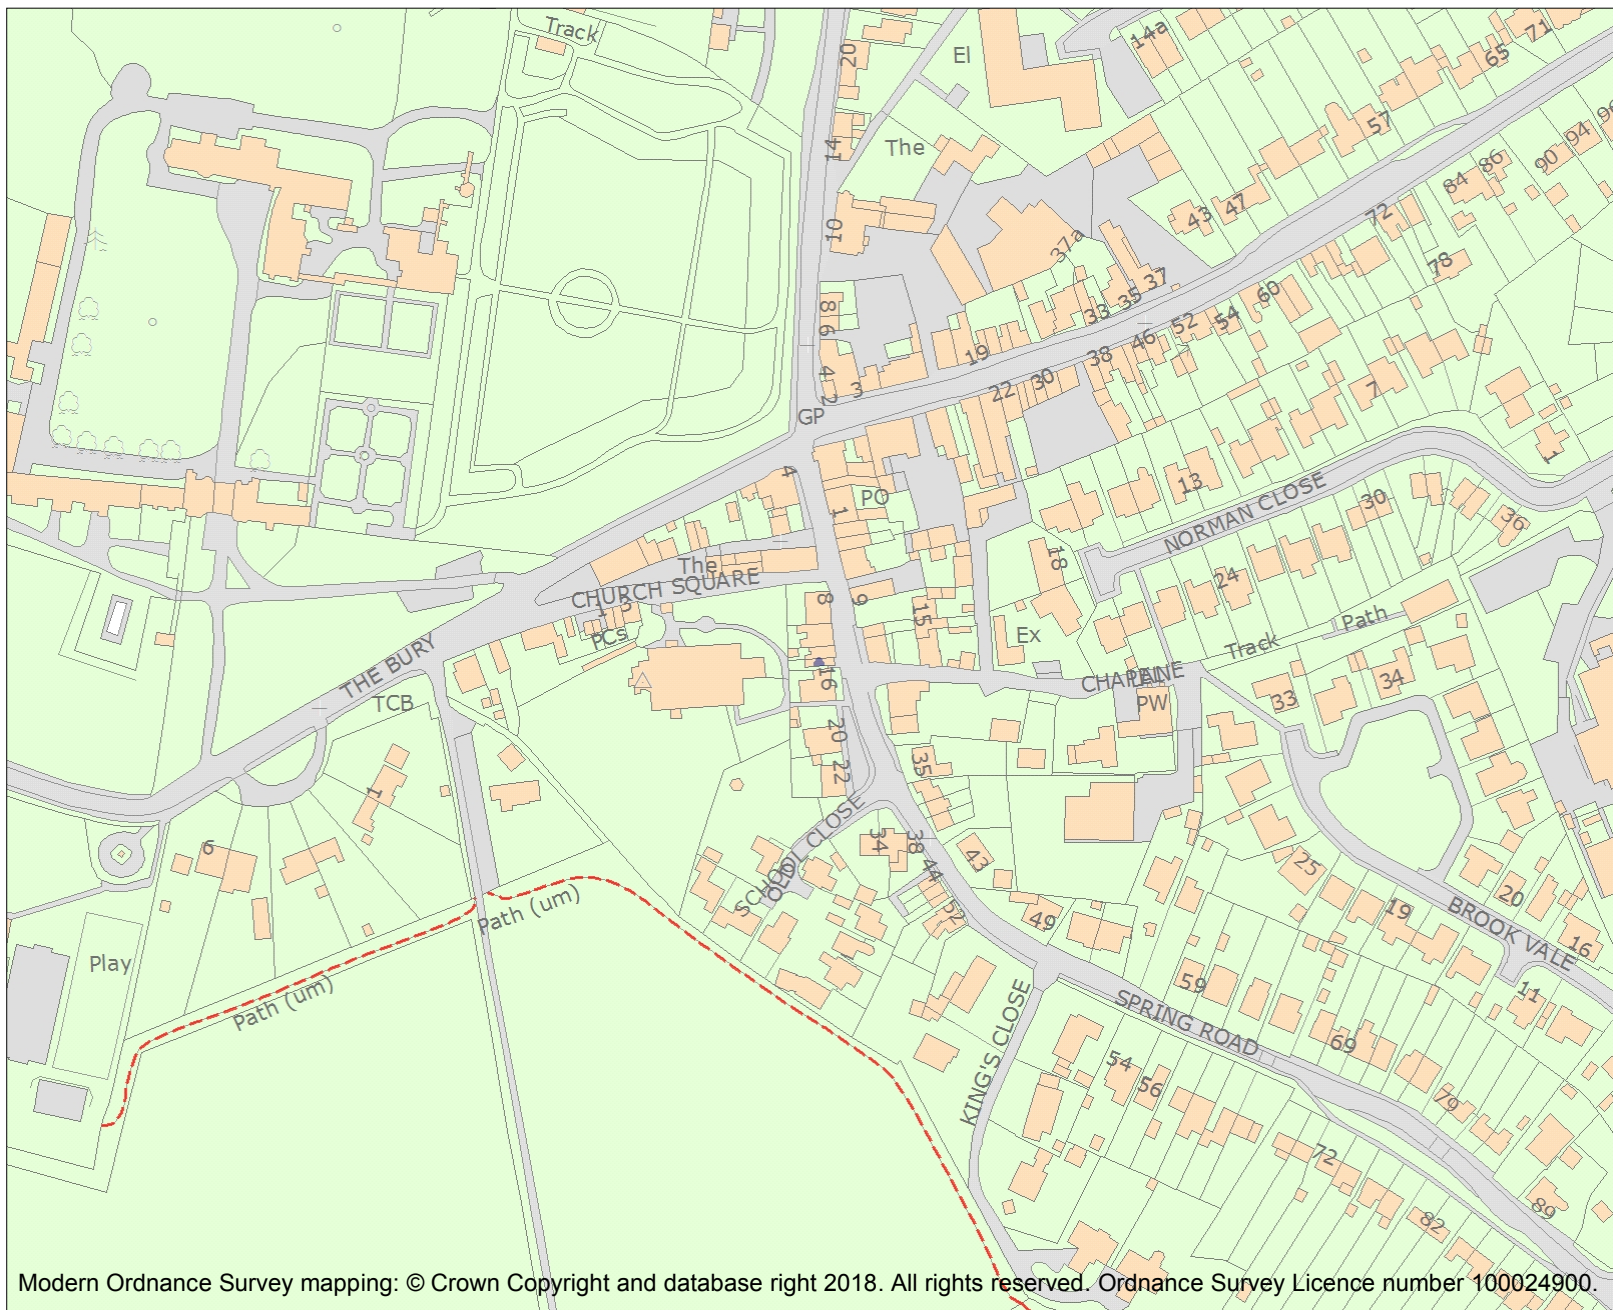 Track
20
El
14a
65
71
57
14
The
94
90
86
84
10
43
47
72
37a
78
37
35
33
60
54
52
46
8
6
19
38
4
3
30
22
2
7
GP
4
1
13
PO
1
NORMAN CLOSE
30
36
18
The
CHURCH SQUARE
24
1 3
8
9
15
PCs
Ex
Path
Track
THE BURY
16
CHAPEL LANE
34
TCB
PW
33
20
35
22
1
34
38
43
6
44
25
SCHOOL CLOSE
OLD
20
52
Path (um)
49
19
BROOK VALE
16
Play
59
11
Path (um)
KING'S CLOSE
SPRING ROAD
69
54
56
79
72
89
82
Modern Ordnance Survey mapping: © Crown Copyright and database right 2018. All rights reserved. Ordnance Survey Licence number 100024900.